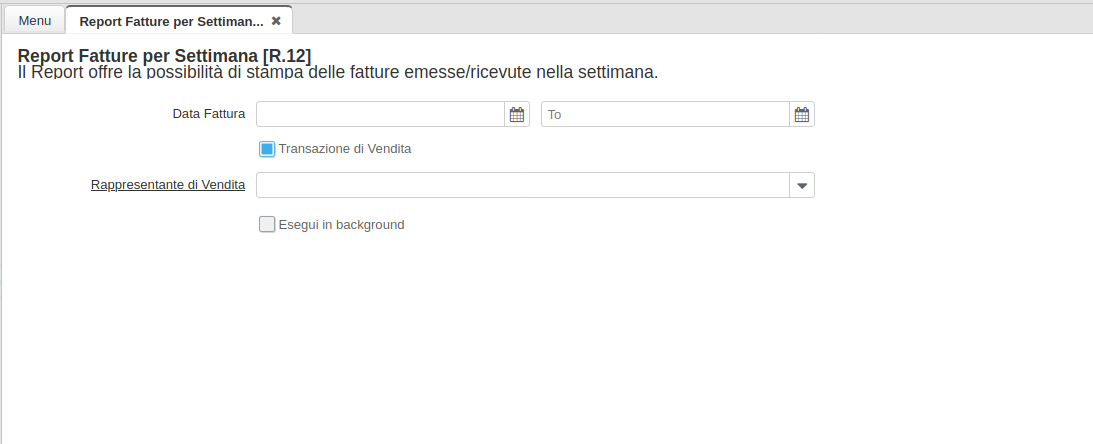 Menu
Report Fatture per Settiman... ✖
Report Fatture per Settimana [R.12]
Il Report offre la possibilità di stampa delle fatture emesse/ricevute nella settimana.
Data Fattura
To
Transazione di Vendita
Rappresentante di Vendita
Esegui in background